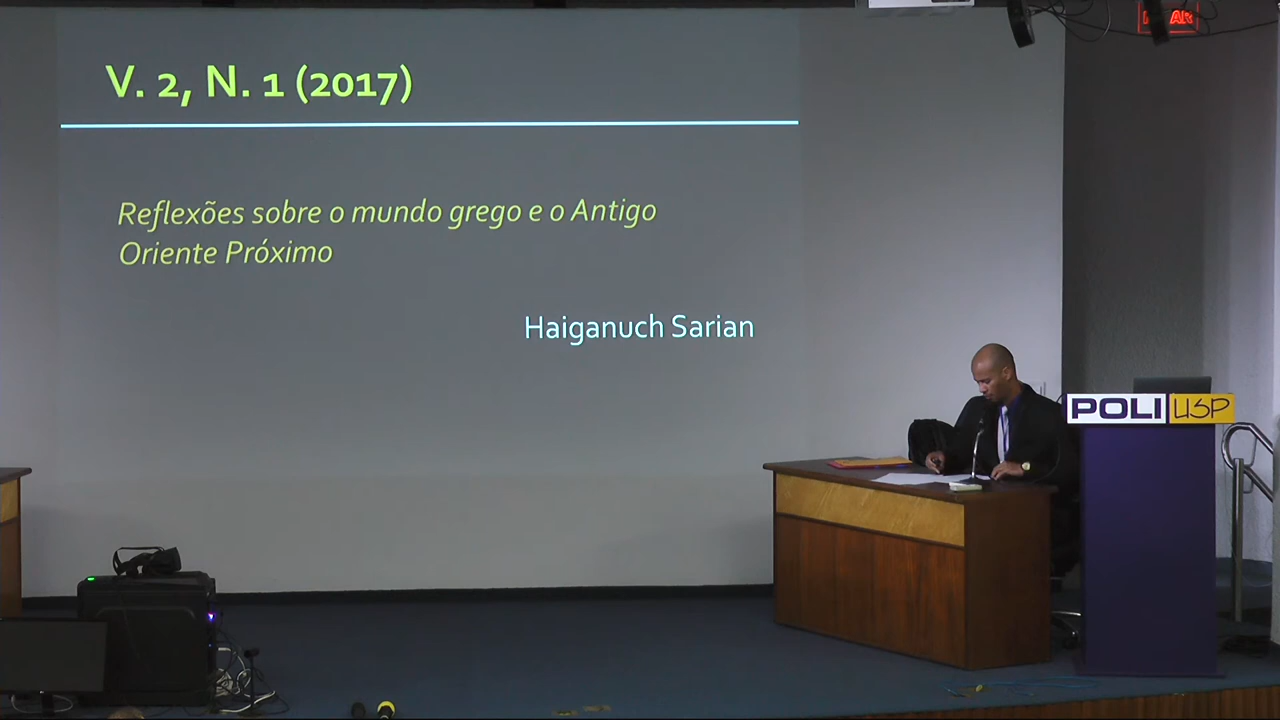 V. 2, N. 1 (2017)
Reflexões sobre o mundo grego e o Antigo
Oriente Próximo
Haiganuch Sarian
POLI USP